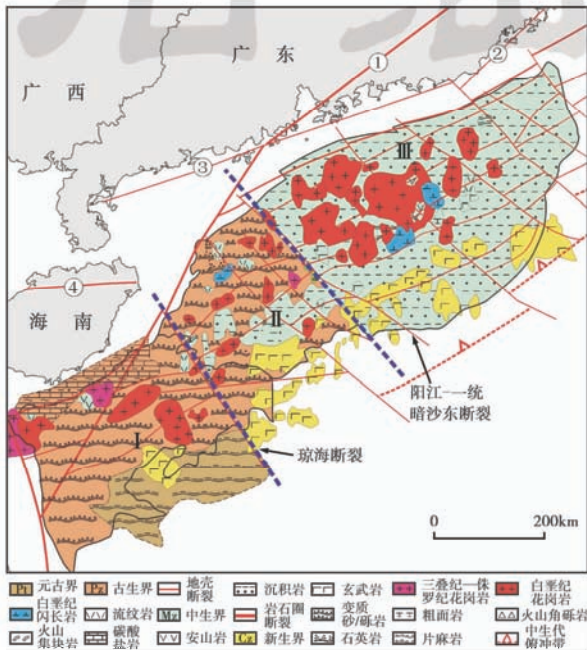 广 东
广 西
①
②
③
④
海 南
Ⅲ
Ⅱ
Ⅰ
阳江-一统
暗沙东断裂
琼海断裂
0 200km
Pt 元古界 Pz 古生界 地壳断裂 沉积岩 玄武岩 三叠纪—侏罗纪花岗岩 白垩纪花岗岩
白垩纪闪长岩 流纹岩 Mz 中生界 岩石圈断裂 变质砂/砾岩 粗面岩 火山角砾岩
火山集块岩 碳酸盐岩 安山岩 Cz 新生界 石英岩 片麻岩 中生代俯冲带